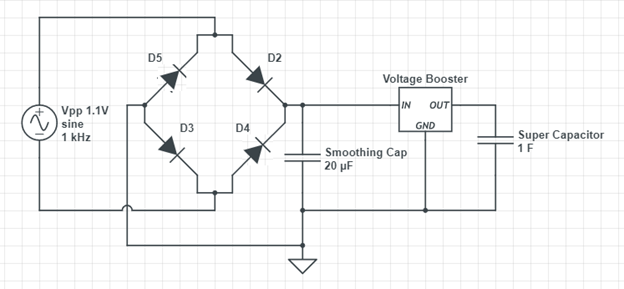 D5
D2
Voltage Booster
Vpp 1.1V
sine
1 kHz
D3
D4
IN OUT
GND
Smoothing Cap
20 µF
Super Capacitor
1 F